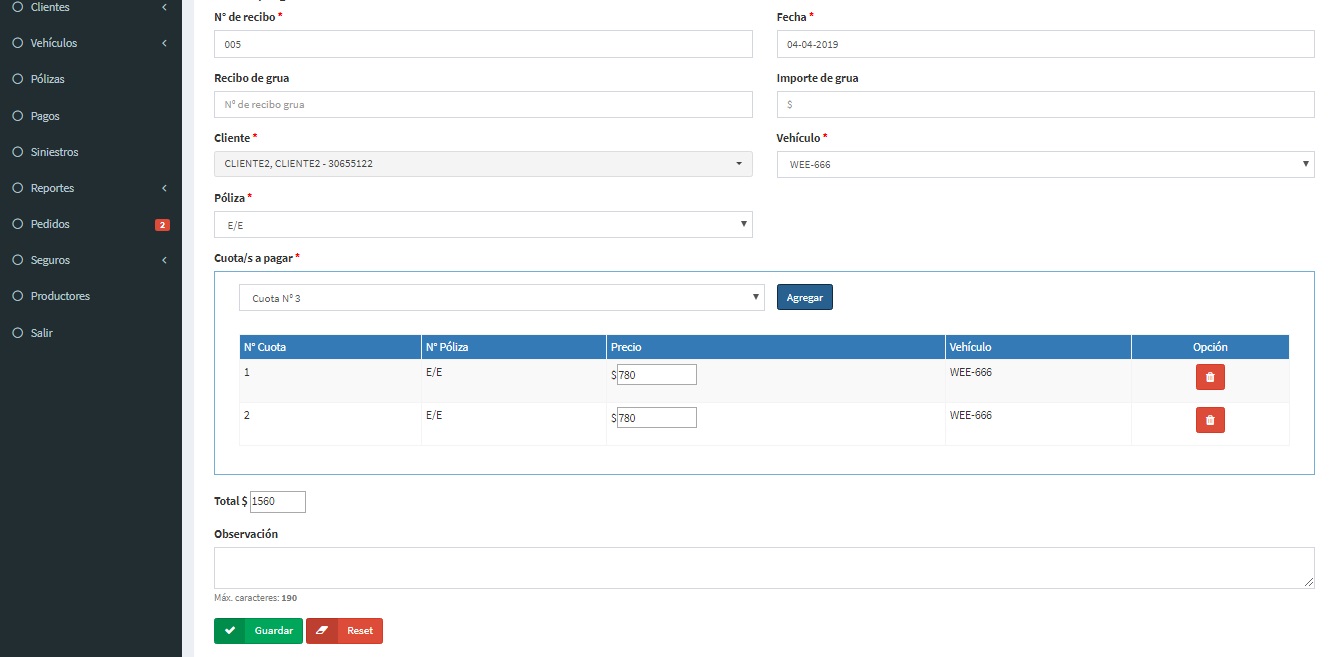 Clientes
Vehículos
Pólizas
Pagos
Siniestros
Reportes
Pedidos 2
Seguros
Productores
Salir
N° de recibo * Fecha *
005 04-04-2019
Recibo de grua Importe de grua
N° de recibo grua $
Cliente * Vehículo *
CLIENTE2, CLIENTE2 - 30655122 WEE-666
Póliza *
E/E
Cuota/s a pagar *
Cuota N° 3 Agregar
N° Cuota N° Póliza Precio Vehículo Opción
1 E/E $ 780 WEE-666
2 E/E $ 780 WEE-666
Total $ 1560
Observación
Máx. caracteres: 190
Guardar Reset